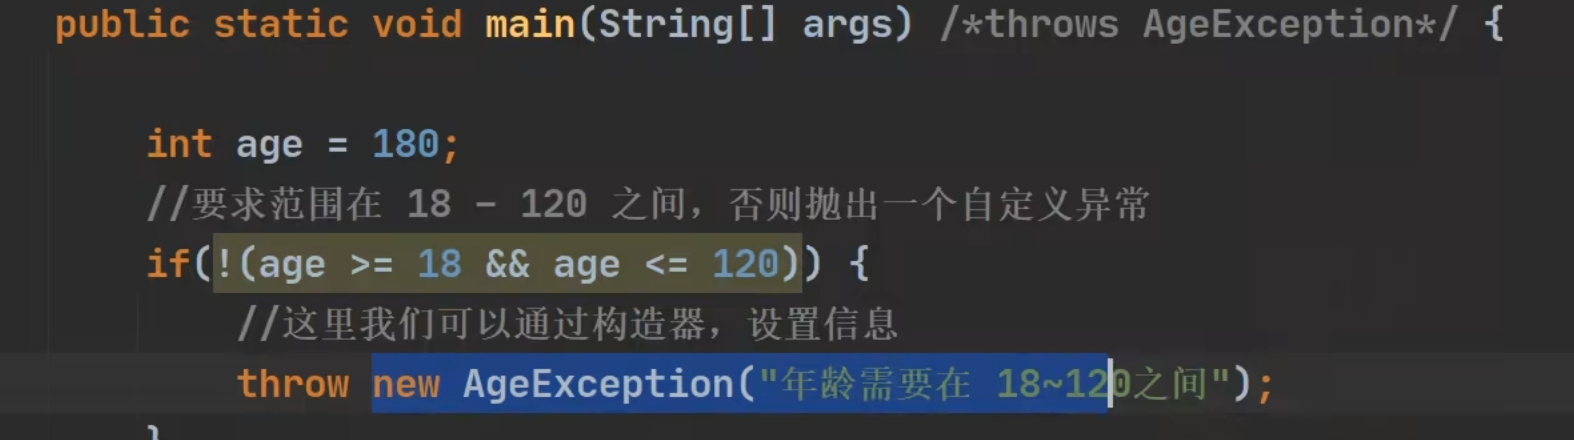 public static void main(String[] args) /*throws AgeException*/ {
int age = 180;
//要求范围在 18 - 120 之间，否则抛出一个自定义异常
if(!(age >= 18 && age <= 120)) {
//这里我们可以通过构造器，设置信息
throw new AgeException("年龄需要在 18~120之间");
}